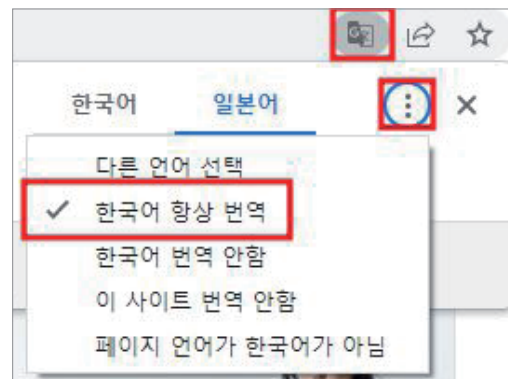 한국어 일본어
다른 언어 선택
한국어 항상 번역
한국어 번역 안함
이 사이트 번역 안함
페이지 언어가 한국어가 아님